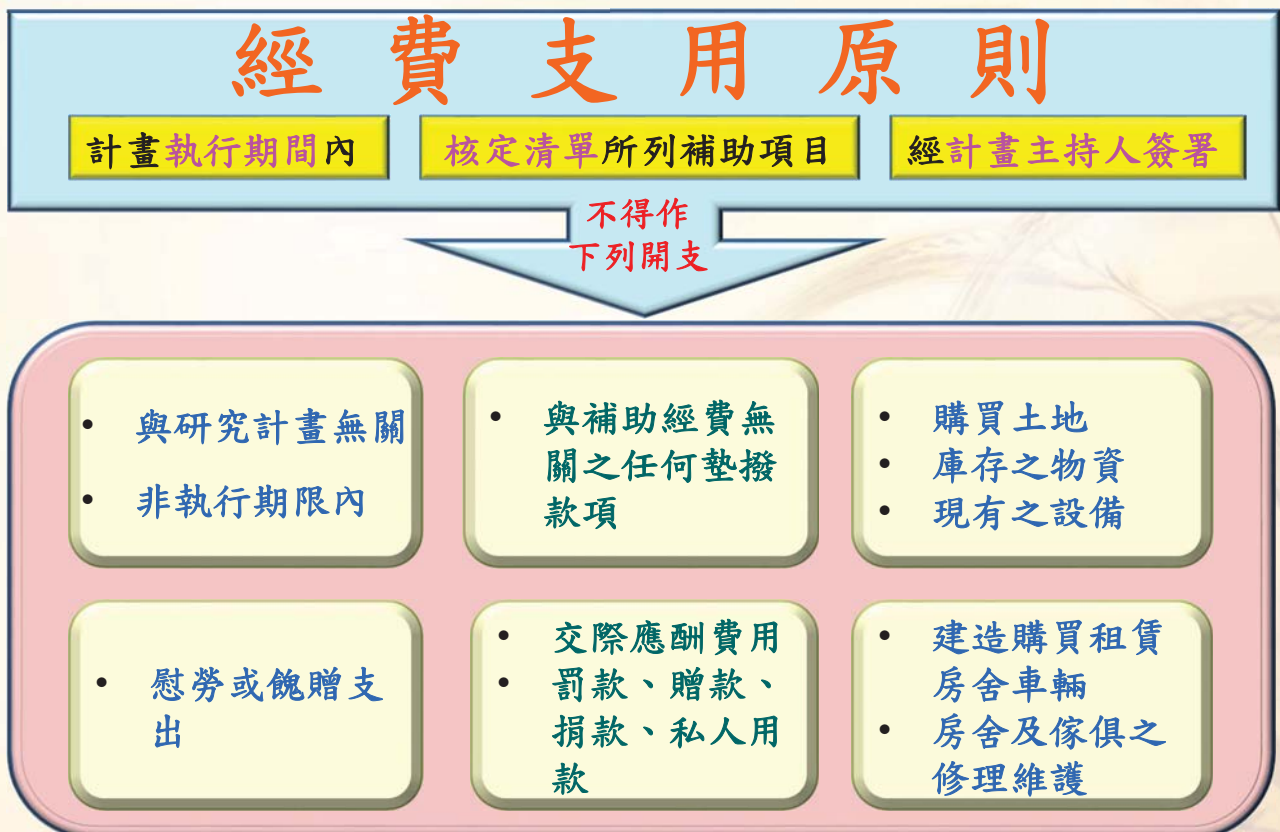 經費支用原則
計畫執行期間內
核定清單所列補助項目
經計畫主持人簽署
不得作
下列開支
• 與研究計畫無關
• 非執行期限內
• 與補助經費無
關之任何墊撥
款項
• 購買土地
• 庫存之物資
• 現有之設備
• 慰勞或餽贈支
出
• 交際應酬費用
• 罰款、贈款、
捐款、私人用
款
• 建造購買租賃
房舍車輛
• 房舍及傢俱之
修理維護